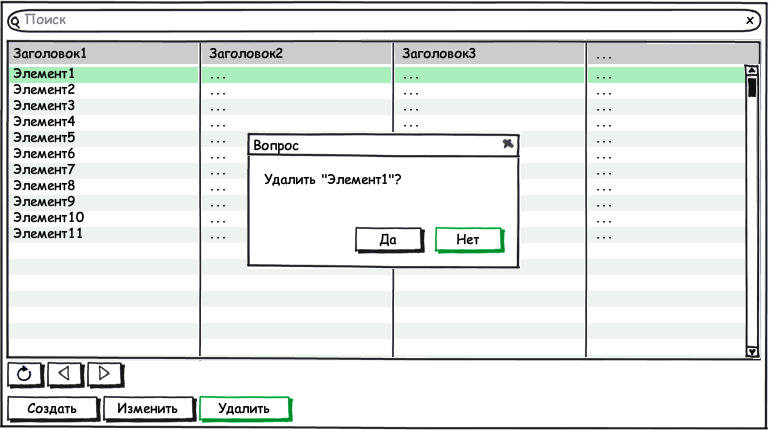 Поиск x
Заголовок1 Заголовок2 Заголовок3 ...
Элемент1 ... ... ...
Элемент2 ... ... ...
Элемент3 ... ... ...
Элемент4 ... ... ...
Элемент5 ... ...
Элемент6 ... ...
Элемент7 ... ...
Элемент8 ... ...
Элемент9 ... ...
Элемент10 ... ...
Элемент11 ... ...
Вопрос
Удалить "Элемент1"?
Да Нет
Создать Изменить Удалить